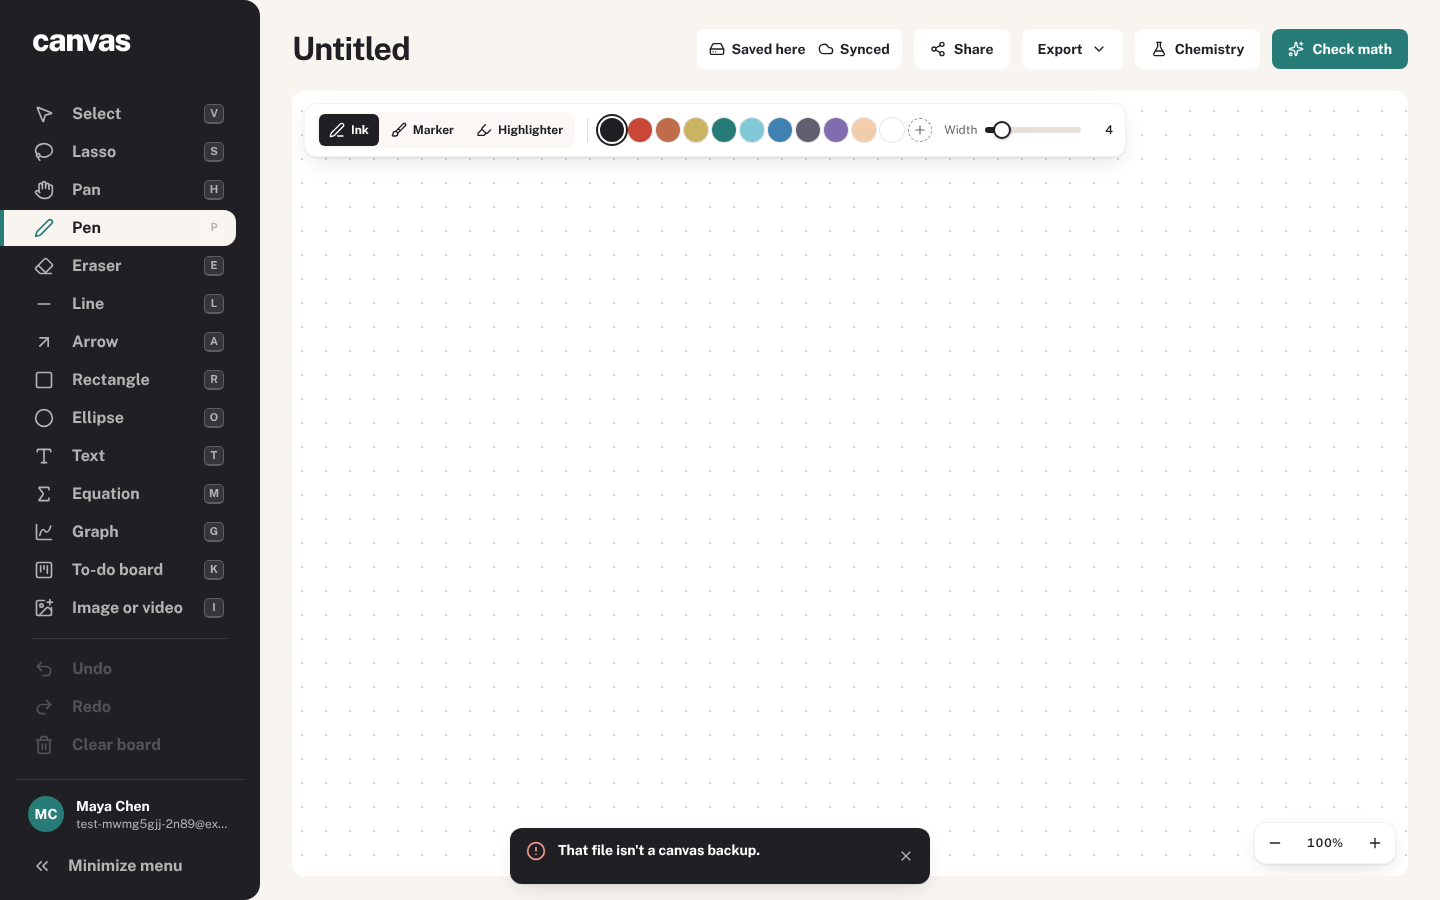 canvas
Select V
Lasso S
Pan H
Pen P
Eraser E
Line L
Arrow A
Rectangle R
Ellipse O
Text T
Equation M
Graph G
To-do board K
Image or video I
Undo
Redo
Clear board
MC
Maya Chen
test-mwmg5gjj-2n89@ex...
Minimize menu
Untitled
Saved here Synced
Share
Export
Chemistry
Check math
Ink Marker Highlighter
Width 4
That file isn't a canvas backup.
100%